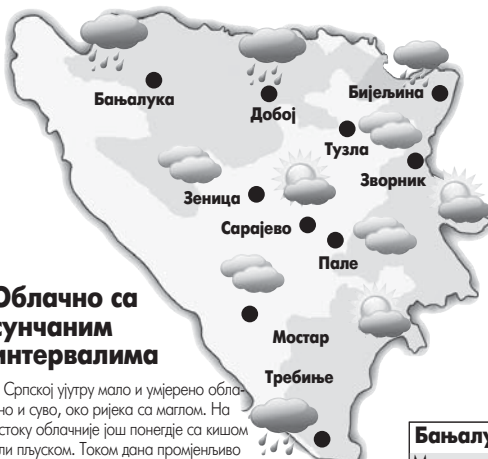 Бањалука
Добој
Бијељина
Тузла
Зворник
Зеница
Сарајево
Пале
Мостар
Требиње
Облачно са
сунчаним
интервалима
Српској ујутру мало и умјерено обла-
но и суво, око ријека са маглом. На
стоку облачније још понегдје са кишом
ли пљуском. Током дана промјенљиво
Бањалу